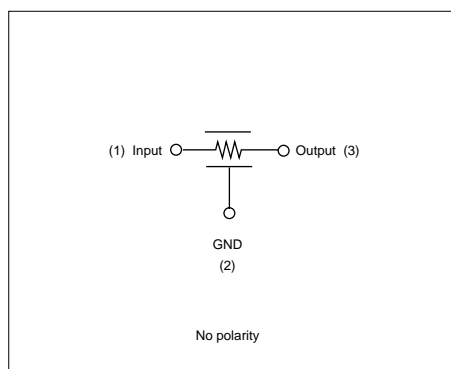 (1) Input Output (3)
GND
(2)
No polarity